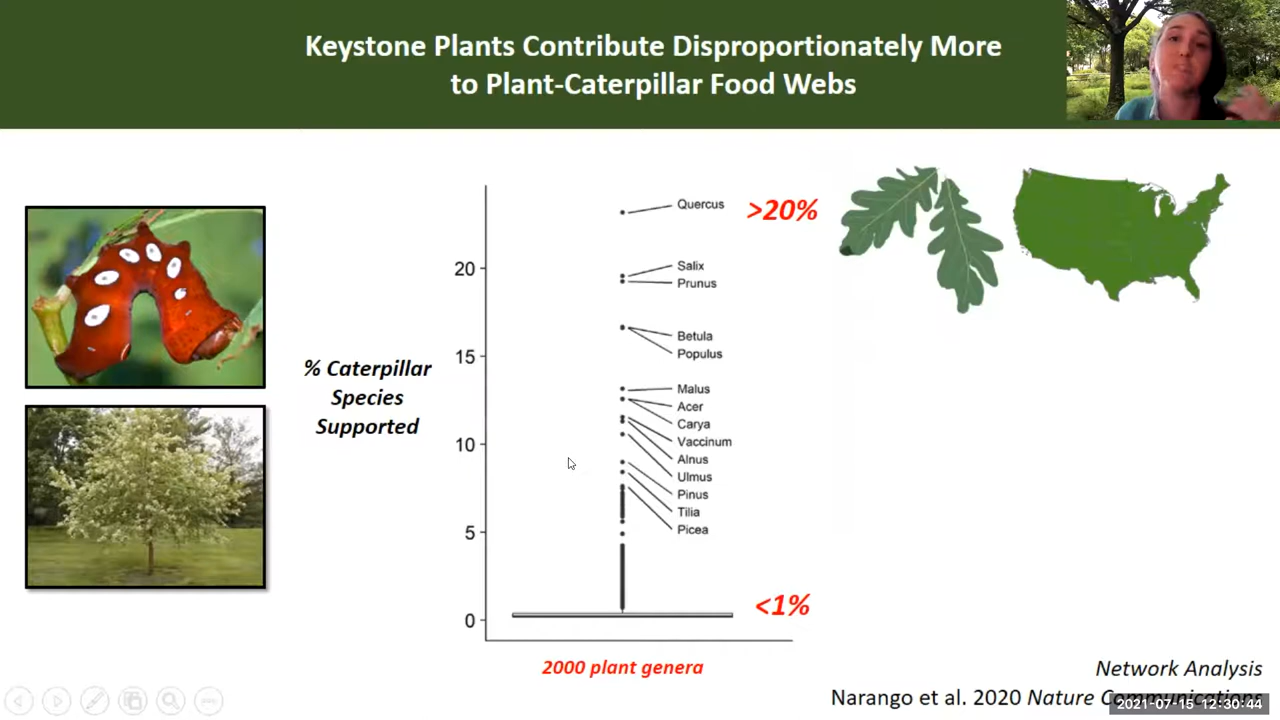 Keystone Plants Contribute Disproportionately More
to Plant-Caterpillar Food Webs
% Caterpillar
Species
Supported
20
15
10
5
0
Quercus
Salix
Prunus
Betula
Populus
Malus
Acer
Carya
Vaccinum
Alnus
Ulmus
Pinus
Tilia
Picea
>20%
<1%
2000 plant genera
Network Analysis
Narango et al. 2020 Nature Communications
2021-07-15 12:30:44